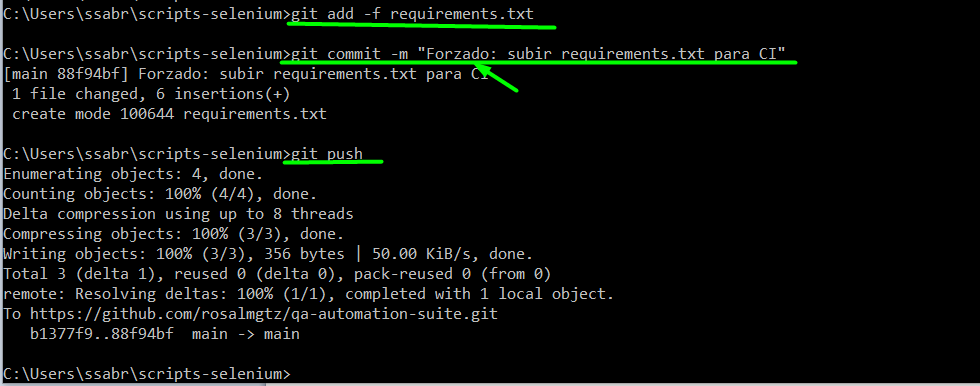 C:\Users\ssabr\scripts-selenium>git add -f requirements.txt
C:\Users\ssabr\scripts-selenium>git commit -m "Forzado: subir requirements.txt para CI"
[main 88f94bf] Forzado: subir requirements.txt para CI
1 file changed, 6 insertions(+)
create mode 100644 requirements.txt
C:\Users\ssabr\scripts-selenium>git push
Enumerating objects: 4, done.
Counting objects: 100% (4/4), done.
Delta compression using up to 8 threads
Compressing objects: 100% (3/3), done.
Writing objects: 100% (3/3), 356 bytes | 50.00 KiB/s, done.
Total 3 (delta 1), reused 0 (delta 0), pack-reused 0 (from 0)
remote: Resolving deltas: 100% (1/1), completed with 1 local object.
To https://github.com/rosalmgtz/qa-automation-suite.git
b1377f9..88f94bf  main -> main
C:\Users\ssabr\scripts-selenium>